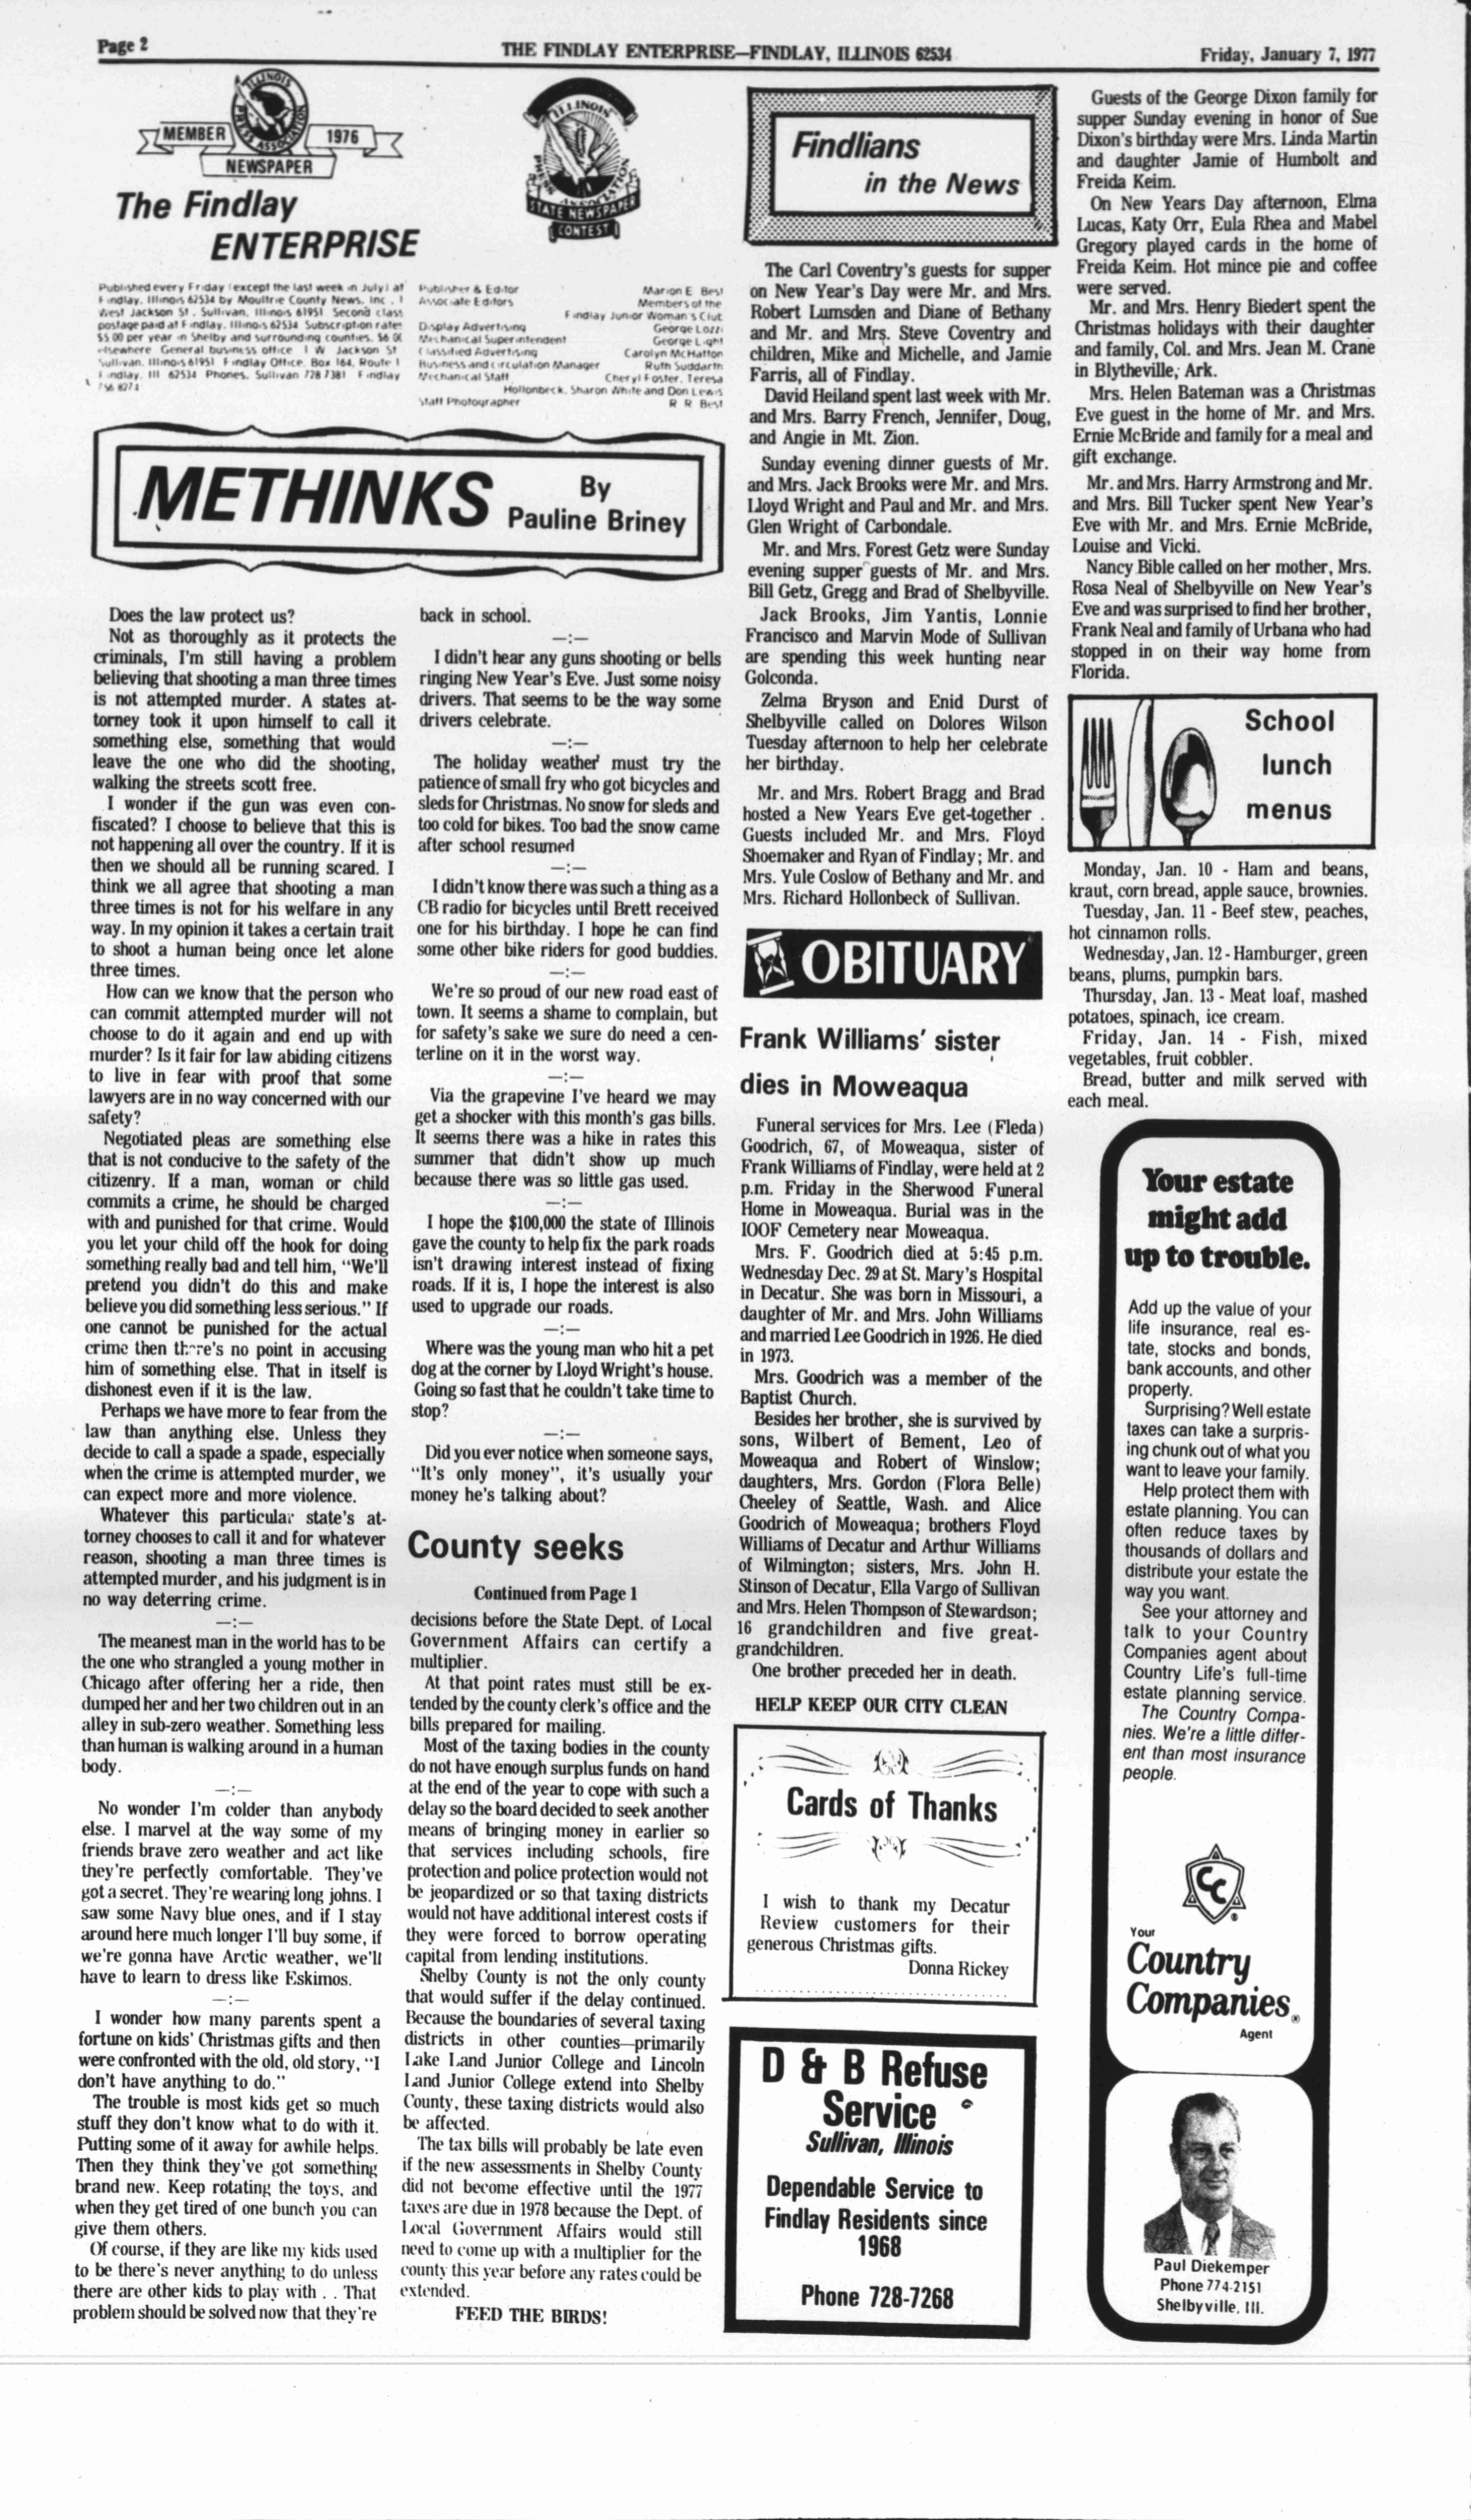 Page 2
THE FINDLAY ENTERPRISE—FINDLAY, ILLINOIS 62534
Friday, January 7, 1977
ILLINOIS
PRESS ASSOCIATION
MEMBER
1976
NEWSPAPER
The Findlay
ENTERPRISE
ILLINOIS
PRESS
ASSOCIATION
STATE NEWSPAPER
CONTEST
Published every Friday (except the last week in July) at
Findlay, Illinois 62534 by Moultrie County News, Inc., 1
West Jackson St., Sullivan, Illinois 61951 Second class
postage paid at Findlay, Illinois 62534 Subscription rates
$5.00 per year in Shelby and surrounding counties, $6.00
elsewhere General business office 1 W Jackson St
Sullivan, Illinois 61951 Findlay Office, Box 164, Route 1
Findlay, Ill 62534 Phones, Sullivan 728 7381 Findlay
756 8271
Publisher & Editor Marion E Best
Associate Editors Members of the
Findlay Junior Woman's Club
Display Advertising George Lozzi
Mechanical Superintendent George Light
Classified Advertising Carolyn McHatton
Business and circulation Manager Ruth Suddarth
Mechanical Staff Cheryl Foster, Teresa
Hollonbeck, Sharon White and Don Lewis
Staff Photographer R R Best
METHINKS
By
Pauline Briney
Does the law protect us?
Not as thoroughly as it protects the
criminals, I'm still having a problem
believing that shooting a man three times
is not attempted murder. A states at-
torney took it upon himself to call it
something else, something that would
leave the one who did the shooting,
walking the streets scott free.
I wonder if the gun was even con-
fiscated? I choose to believe that this is
not happening all over the country. If it is
then we should all be running scared. I
think we all agree that shooting a man
three times is not for his welfare in any
way. In my opinion it takes a certain trait
to shoot a human being once let alone
three times.
How can we know that the person who
can commit attempted murder will not
choose to do it again and end up with
murder? Is it fair for law abiding citizens
to live in fear with proof that some
lawyers are in no way concerned with our
safety?
Negotiated pleas are something else
that is not conducive to the safety of the
citizenry. If a man, woman or child
commits a crime, he should be charged
with and punished for that crime. Would
you let your child off the hook for doing
something really bad and tell him, "We'll
pretend you didn't do this and make
believe you did something less serious." If
one cannot be punished for the actual
crime then there's no point in accusing
him of something else. That in itself is
dishonest even if it is the law.
Perhaps we have more to fear from the
law than anything else. Unless they
decide to call a spade a spade, especially
when the crime is attempted murder, we
can expect more and more violence.
Whatever this particular state's at-
torney chooses to call it and for whatever
reason, shooting a man three times is
attempted murder, and his judgment is in
no way deterring crime.
—:—
The meanest man in the world has to be
the one who strangled a young mother in
Chicago after offering her a ride, then
dumped her and her two children out in an
alley in sub-zero weather. Something less
than human is walking around in a human
body.
—:—
No wonder I'm colder than anybody
else. I marvel at the way some of my
friends brave zero weather and act like
they're perfectly comfortable. They've
got a secret. They're wearing long johns. I
saw some Navy blue ones, and if I stay
around here much longer I'll buy some, if
we're gonna have Arctic weather, we'll
have to learn to dress like Eskimos.
—:—
I wonder how many parents spent a
fortune on kids' Christmas gifts and then
were confronted with the old, old story, "I
don't have anything to do."
The trouble is most kids get so much
stuff they don't know what to do with it.
Putting some of it away for awhile helps.
Then they think they've got something
brand new. Keep rotating the toys, and
when they get tired of one bunch you can
give them others.
Of course, if they are like my kids used
to be there's never anything to do unless
there are other kids to play with . . That
problem should be solved now that they're
back in school.
—:—
I didn't hear any guns shooting or bells
ringing New Year's Eve. Just some noisy
drivers. That seems to be the way some
drivers celebrate.
—:—
The holiday weather must try the
patience of small fry who got bicycles and
sleds for Christmas. No snow for sleds and
too cold for bikes. Too bad the snow came
after school resumed
—:—
I didn't know there was such a thing as a
CB radio for bicycles until Brett received
one for his birthday. I hope he can find
some other bike riders for good buddies.
—:—
We're so proud of our new road east of
town. It seems a shame to complain, but
for safety's sake we sure do need a cen-
terline on it in the worst way.
—:—
Via the grapevine I've heard we may
get a shocker with this month's gas bills.
It seems there was a hike in rates this
summer that didn't show up much
because there was so little gas used.
—:—
I hope the $100,000 the state of Illinois
gave the county to help fix the park roads
isn't drawing interest instead of fixing
roads. If it is, I hope the interest is also
used to upgrade our roads.
—:—
Where was the young man who hit a pet
dog at the corner by Lloyd Wright's house.
Going so fast that he couldn't take time to
stop?
—:—
Did you ever notice when someone says,
"It's only money", it's usually your
money he's talking about?
County seeks
Continued from Page 1
decisions before the State Dept. of Local
Government Affairs can certify a
multiplier.
At that point rates must still be ex-
tended by the county clerk's office and the
bills prepared for mailing.
Most of the taxing bodies in the county
do not have enough surplus funds on hand
at the end of the year to cope with such a
delay so the board decided to seek another
means of bringing money in earlier so
that services including schools, fire
protection and police protection would not
be jeopardized or so that taxing districts
would not have additional interest costs if
they were forced to borrow operating
capital from lending institutions.
Shelby County is not the only county
that would suffer if the delay continued.
Because the boundaries of several taxing
districts in other counties—primarily
Lake Land Junior College and Lincoln
Land Junior College extend into Shelby
County, these taxing districts would also
be affected.
The tax bills will probably be late even
if the new assessments in Shelby County
did not become effective until the 1977
taxes are due in 1978 because the Dept. of
Local Government Affairs would still
need to come up with a multiplier for the
county this year before any rates could be
extended.
FEED THE BIRDS!
Findlians
in the News
The Carl Coventry's guests for supper
on New Year's Day were Mr. and Mrs.
Robert Lumsden and Diane of Bethany
and Mr. and Mrs. Steve Coventry and
children, Mike and Michelle, and Jamie
Farris, all of Findlay.
David Heiland spent last week with Mr.
and Mrs. Barry French, Jennifer, Doug,
and Angie in Mt. Zion.
Sunday evening dinner guests of Mr.
and Mrs. Jack Brooks were Mr. and Mrs.
Lloyd Wright and Paul and Mr. and Mrs.
Glen Wright of Carbondale.
Mr. and Mrs. Forest Getz were Sunday
evening supper guests of Mr. and Mrs.
Bill Getz, Gregg and Brad of Shelbyville.
Jack Brooks, Jim Yantis, Lonnie
Francisco and Marvin Mode of Sullivan
are spending this week hunting near
Golconda.
Zelma Bryson and Enid Durst of
Shelbyville called on Dolores Wilson
Tuesday afternoon to help her celebrate
her birthday.
Mr. and Mrs. Robert Bragg and Brad
hosted a New Years Eve get-together .
Guests included Mr. and Mrs. Floyd
Shoemaker and Ryan of Findlay; Mr. and
Mrs. Yule Coslow of Bethany and Mr. and
Mrs. Richard Hollonbeck of Sullivan.
OBITUARY
Frank Williams' sister
dies in Moweaqua
Funeral services for Mrs. Lee (Fleda)
Goodrich, 67, of Moweaqua, sister of
Frank Williams of Findlay, were held at 2
p.m. Friday in the Sherwood Funeral
Home in Moweaqua. Burial was in the
IOOF Cemetery near Moweaqua.
Mrs. F. Goodrich died at 5:45 p.m.
Wednesday Dec. 29 at St. Mary's Hospital
in Decatur. She was born in Missouri, a
daughter of Mr. and Mrs. John Williams
and married Lee Goodrich in 1926. He died
in 1973.
Mrs. Goodrich was a member of the
Baptist Church.
Besides her brother, she is survived by
sons, Wilbert of Bement, Leo of
Moweaqua and Robert of Winslow;
daughters, Mrs. Gordon (Flora Belle)
Cheeley of Seattle, Wash. and Alice
Goodrich of Moweaqua; brothers Floyd
Williams of Decatur and Arthur Williams
of Wilmington; sisters, Mrs. John H.
Stinson of Decatur, Ella Vargo of Sullivan
and Mrs. Helen Thompson of Stewardson;
16 grandchildren and five great-
grandchildren.
One brother preceded her in death.
HELP KEEP OUR CITY CLEAN
Cards of Thanks
I wish to thank my Decatur
Review customers for their
generous Christmas gifts.
Donna Rickey
D & B Refuse
Service
Sullivan, Illinois
Dependable Service to
Findlay Residents since
1968
Phone 728-7268
Guests of the George Dixon family for
supper Sunday evening in honor of Sue
Dixon's birthday were Mrs. Linda Martin
and daughter Jamie of Humbolt and
Freida Keim.
On New Years Day afternoon, Elma
Lucas, Katy Orr, Eula Rhea and Mabel
Gregory played cards in the home of
Freida Keim. Hot mince pie and coffee
were served.
Mr. and Mrs. Henry Biedert spent the
Christmas holidays with their daughter
and family, Col. and Mrs. Jean M. Crane
in Blytheville, Ark.
Mrs. Helen Bateman was a Christmas
Eve guest in the home of Mr. and Mrs.
Ernie McBride and family for a meal and
gift exchange.
Mr. and Mrs. Harry Armstrong and Mr.
and Mrs. Bill Tucker spent New Year's
Eve with Mr. and Mrs. Ernie McBride,
Louise and Vicki.
Nancy Bible called on her mother, Mrs.
Rosa Neal of Shelbyville on New Year's
Eve and was surprised to find her brother,
Frank Neal and family of Urbana who had
stopped in on their way home from
Florida.
School
lunch
menus
Monday, Jan. 10 - Ham and beans,
kraut, corn bread, apple sauce, brownies.
Tuesday, Jan. 11 - Beef stew, peaches,
hot cinnamon rolls.
Wednesday, Jan. 12 - Hamburger, green
beans, plums, pumpkin bars.
Thursday, Jan. 13 - Meat loaf, mashed
potatoes, spinach, ice cream.
Friday, Jan. 14 - Fish, mixed
vegetables, fruit cobbler.
Bread, butter and milk served with
each meal.
Your estate
might add
up to trouble.
Add up the value of your
life insurance, real es-
tate, stocks and bonds,
bank accounts, and other
property.
Surprising? Well estate
taxes can take a surpris-
ing chunk out of what you
want to leave your family.
Help protect them with
estate planning. You can
often reduce taxes by
thousands of dollars and
distribute your estate the
way you want.
See your attorney and
talk to your Country
Companies agent about
Country Life's full-time
estate planning service.
The Country Compa-
nies. We're a little differ-
ent than most insurance
people.
CC
®
Your
Country
Companies®
Agent
Paul Diekemper
Phone 774-2151
Shelbyville, Ill.